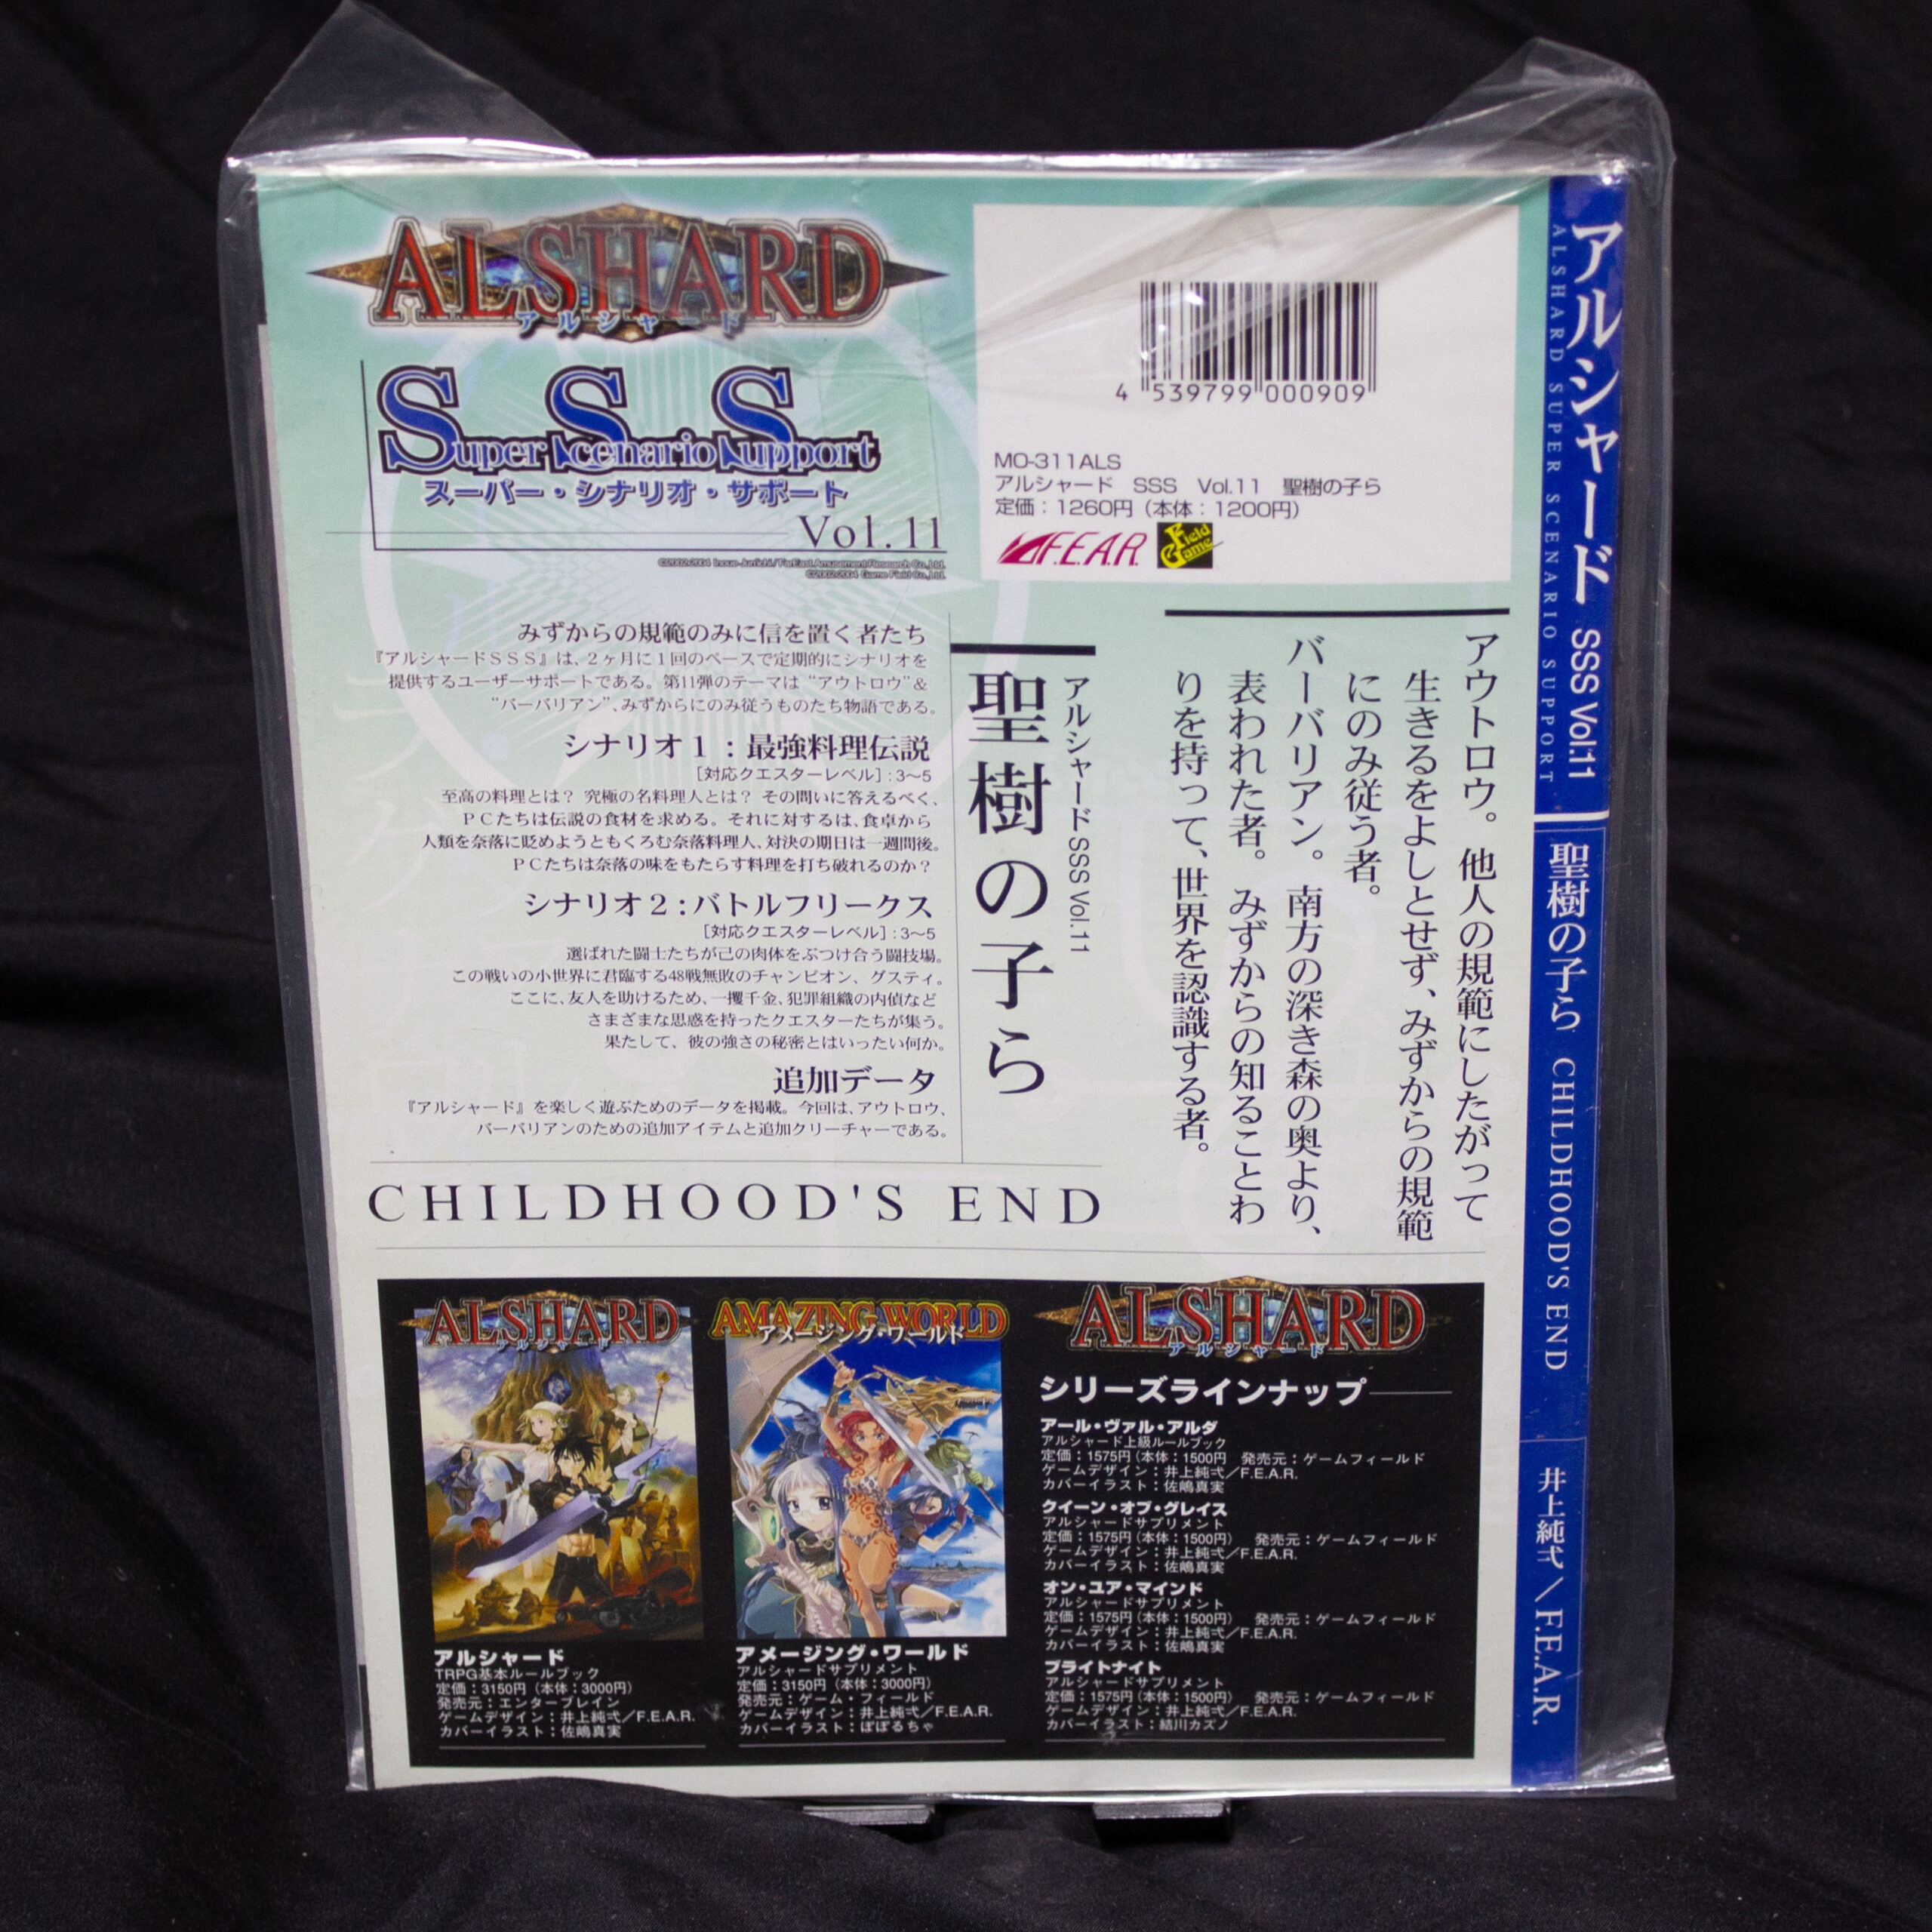 ALSHARD
アルシャード
Super Scenario Support
スーパー・シナリオ・サポート
Vol.11
©2002-2004 Inoue Junichi / FarEast Amusement Research Co.,Ltd.
©2002-2004 Game Field Co.,Ltd.
4 539799 000909
MO-311ALS
アルシャード SSS Vol.11 聖樹の子ら
定価：1260円（本体：1200円）
F.E.A.R.
Field Game
アウトロウ。他人の規範にしたがって
生きるをよしとせず、みずからの規範
にのみ従う者。
バーバリアン。南方の深き森の奥より、
表われた者。みずからの知ることわ
りを持って、世界を認識する者。
アルシャードSSS Vol.11
聖樹の子ら
みずからの規範のみに信を置く者たち
『アルシャードＳＳＳ』は、２ヶ月に１回のペースで定期的にシナリオを
提供するユーザーサポートである。第11弾のテーマは“アウトロウ”＆
“バーバリアン”、みずからにのみ従うものたち物語である。
シナリオ１：最強料理伝説
［対応クエスターレベル］：3〜5
至高の料理とは？ 究極の名料理人とは？ その問いに答えるべく、
ＰＣたちは伝説の食材を求める。それに対するは、食卓から
人類を奈落に貶めようともくろむ奈落料理人、対決の期日は一週間後。
ＰＣたちは奈落の味をもたらす料理を打ち破れるのか？
シナリオ２：バトルフリークス
［対応クエスターレベル］：3〜5
選ばれた闘士たちが己の肉体をぶつけ合う闘技場。
この戦いの小世界に君臨する48戦無敗のチャンピオン、グスティ。
ここに、友人を助けるため、一攫千金、犯罪組織の内偵など
さまざまな思惑を持ったクエスターたちが集う。
果たして、彼の強さの秘密とはいったい何か。
追加データ
『アルシャード』を楽しく遊ぶためのデータを掲載。今回は、アウトロウ、
バーバリアンのための追加アイテムと追加クリーチャーである。
CHILDHOOD'S END
ALSHARD
アルシャード
アルシャード
TRPG基本ルールブック
定価：3150円（本体：3000円）
発売元：エンターブレイン
ゲームデザイン：井上純弌／F.E.A.R.
カバーイラスト：佐嶋真実
AMAZING WORLD
アメージング・ワールド
アメージング・ワールド
アルシャードサプリメント
定価：3150円（本体：3000円）
発売元：ゲーム・フィールド
ゲームデザイン：井上純弌／F.E.A.R.
カバーイラスト：ぽぽるちゃ
ALSHARD
アルシャード
シリーズラインナップ
アール・ヴァル・アルダ
アルシャード上級ルールブック
定価：1575円（本体：1500円 発売元：ゲームフィールド
ゲームデザイン：井上純弌／F.E.A.R.
カバーイラスト：佐嶋真実
クイーン・オブ・グレイス
アルシャードサプリメント
定価：1575円（本体：1500円） 発売元：ゲームフィールド
ゲームデザイン：井上純弌／F.E.A.R.
カバーイラスト：佐嶋真実
オン・ユア・マインド
アルシャードサプリメント
定価：1575円（本体：1500円） 発売元：ゲームフィールド
ゲームデザイン：井上純弌／F.E.A.R.
カバーイラスト：佐嶋真実
ブライトナイト
アルシャードサプリメント
定価：1575円（本体：1500円） 発売元：ゲームフィールド
ゲームデザイン：井上純弌／F.E.A.R.
カバーイラスト：結川カズノ
アルシャード SSS Vol.11
ALSHARD SUPER SCENARIO SUPPORT
聖樹の子ら CHILDHOOD'S END
井上純弌／F.E.A.R.